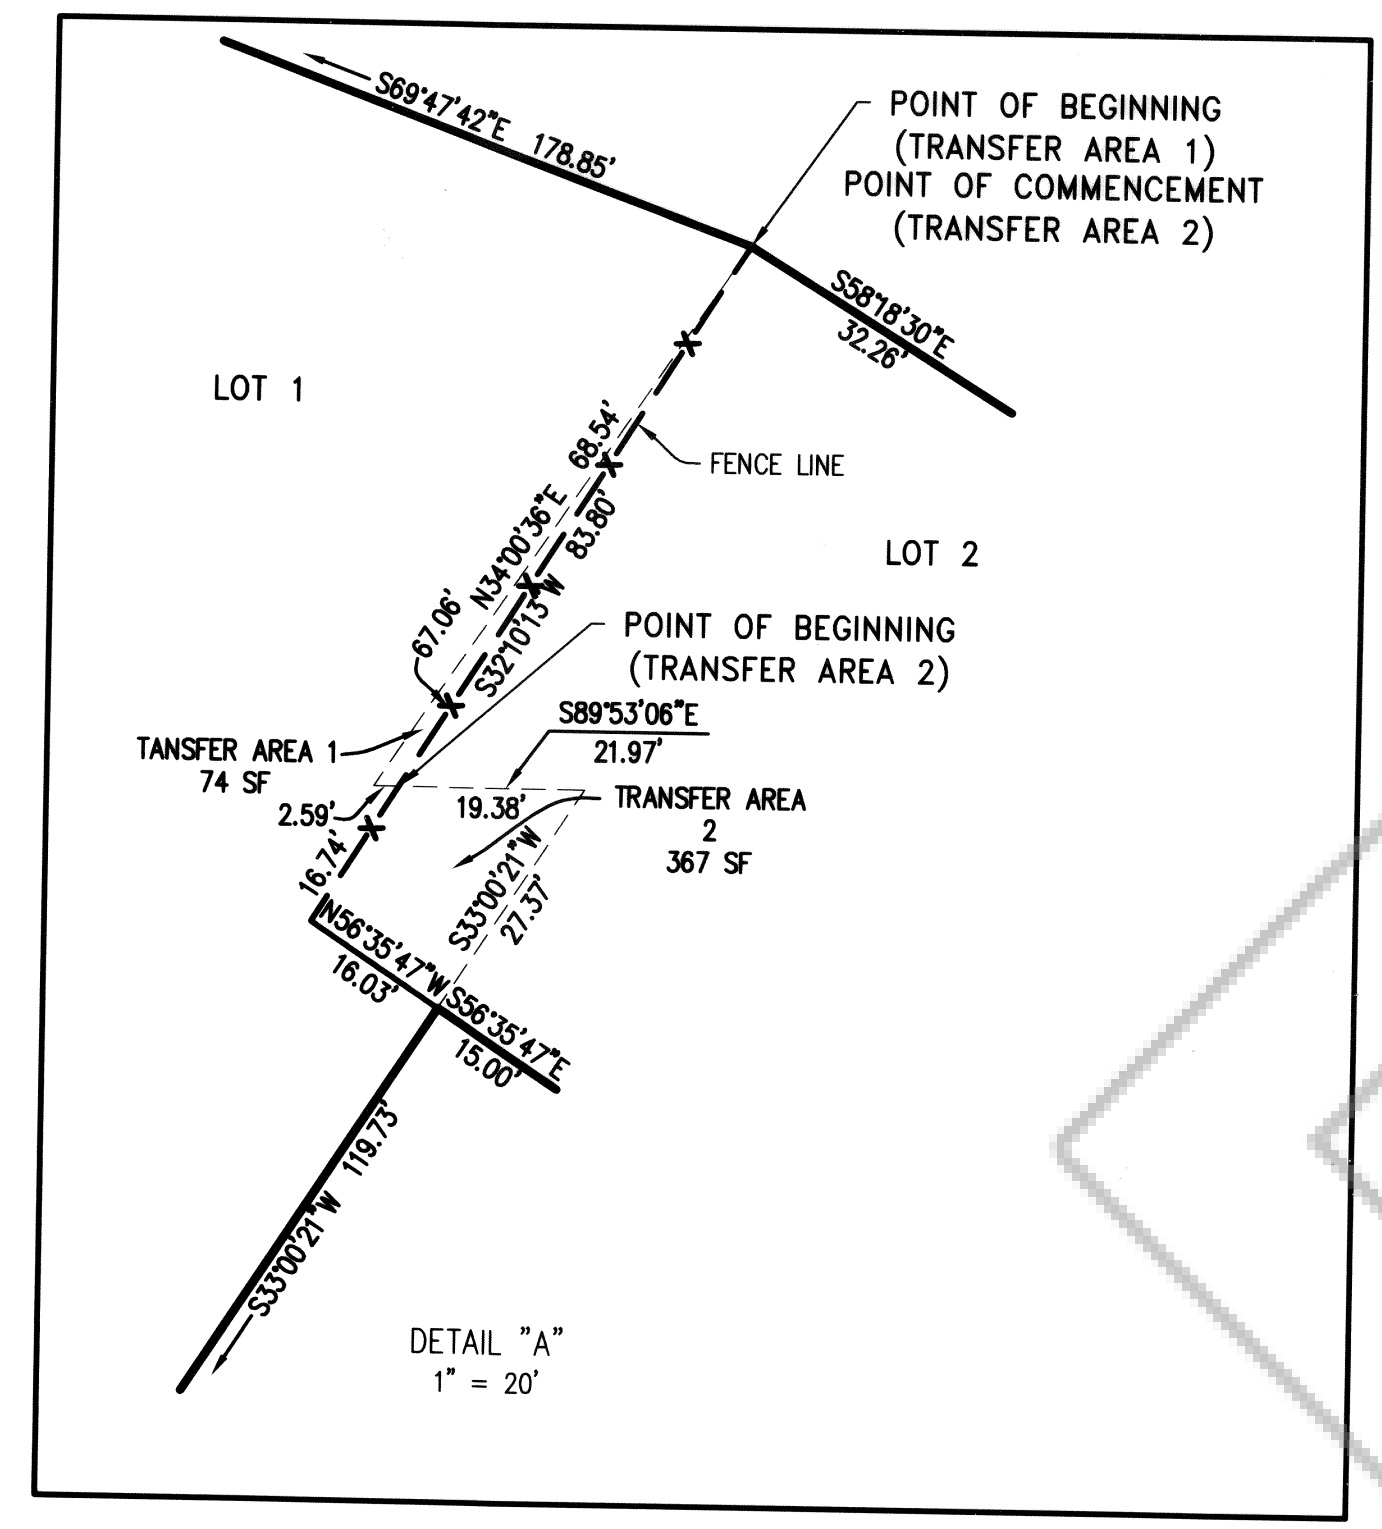 S69°47'42"E 178.85'
POINT OF BEGINNING
(TRANSFER AREA 1)
POINT OF COMMENCEMENT
(TRANSFER AREA 2)
S58°18'30"E
32.26'
LOT 1
68.54'
FENCE LINE
N34°00'36"E
83.80'
LOT 2
S32°10'13"W
67.06'
POINT OF BEGINNING
(TRANSFER AREA 2)
S89°53'06"E
21.97'
TANSFER AREA 1
74 SF
2.59'
19.38'
TRANSFER AREA
2
367 SF
16.74'
S33°00'21"W
27.37'
N56°35'47"W
16.03'
S56°35'47"E
15.00'
S33°00'21"W 119.73'
DETAIL "A"
1" = 20'